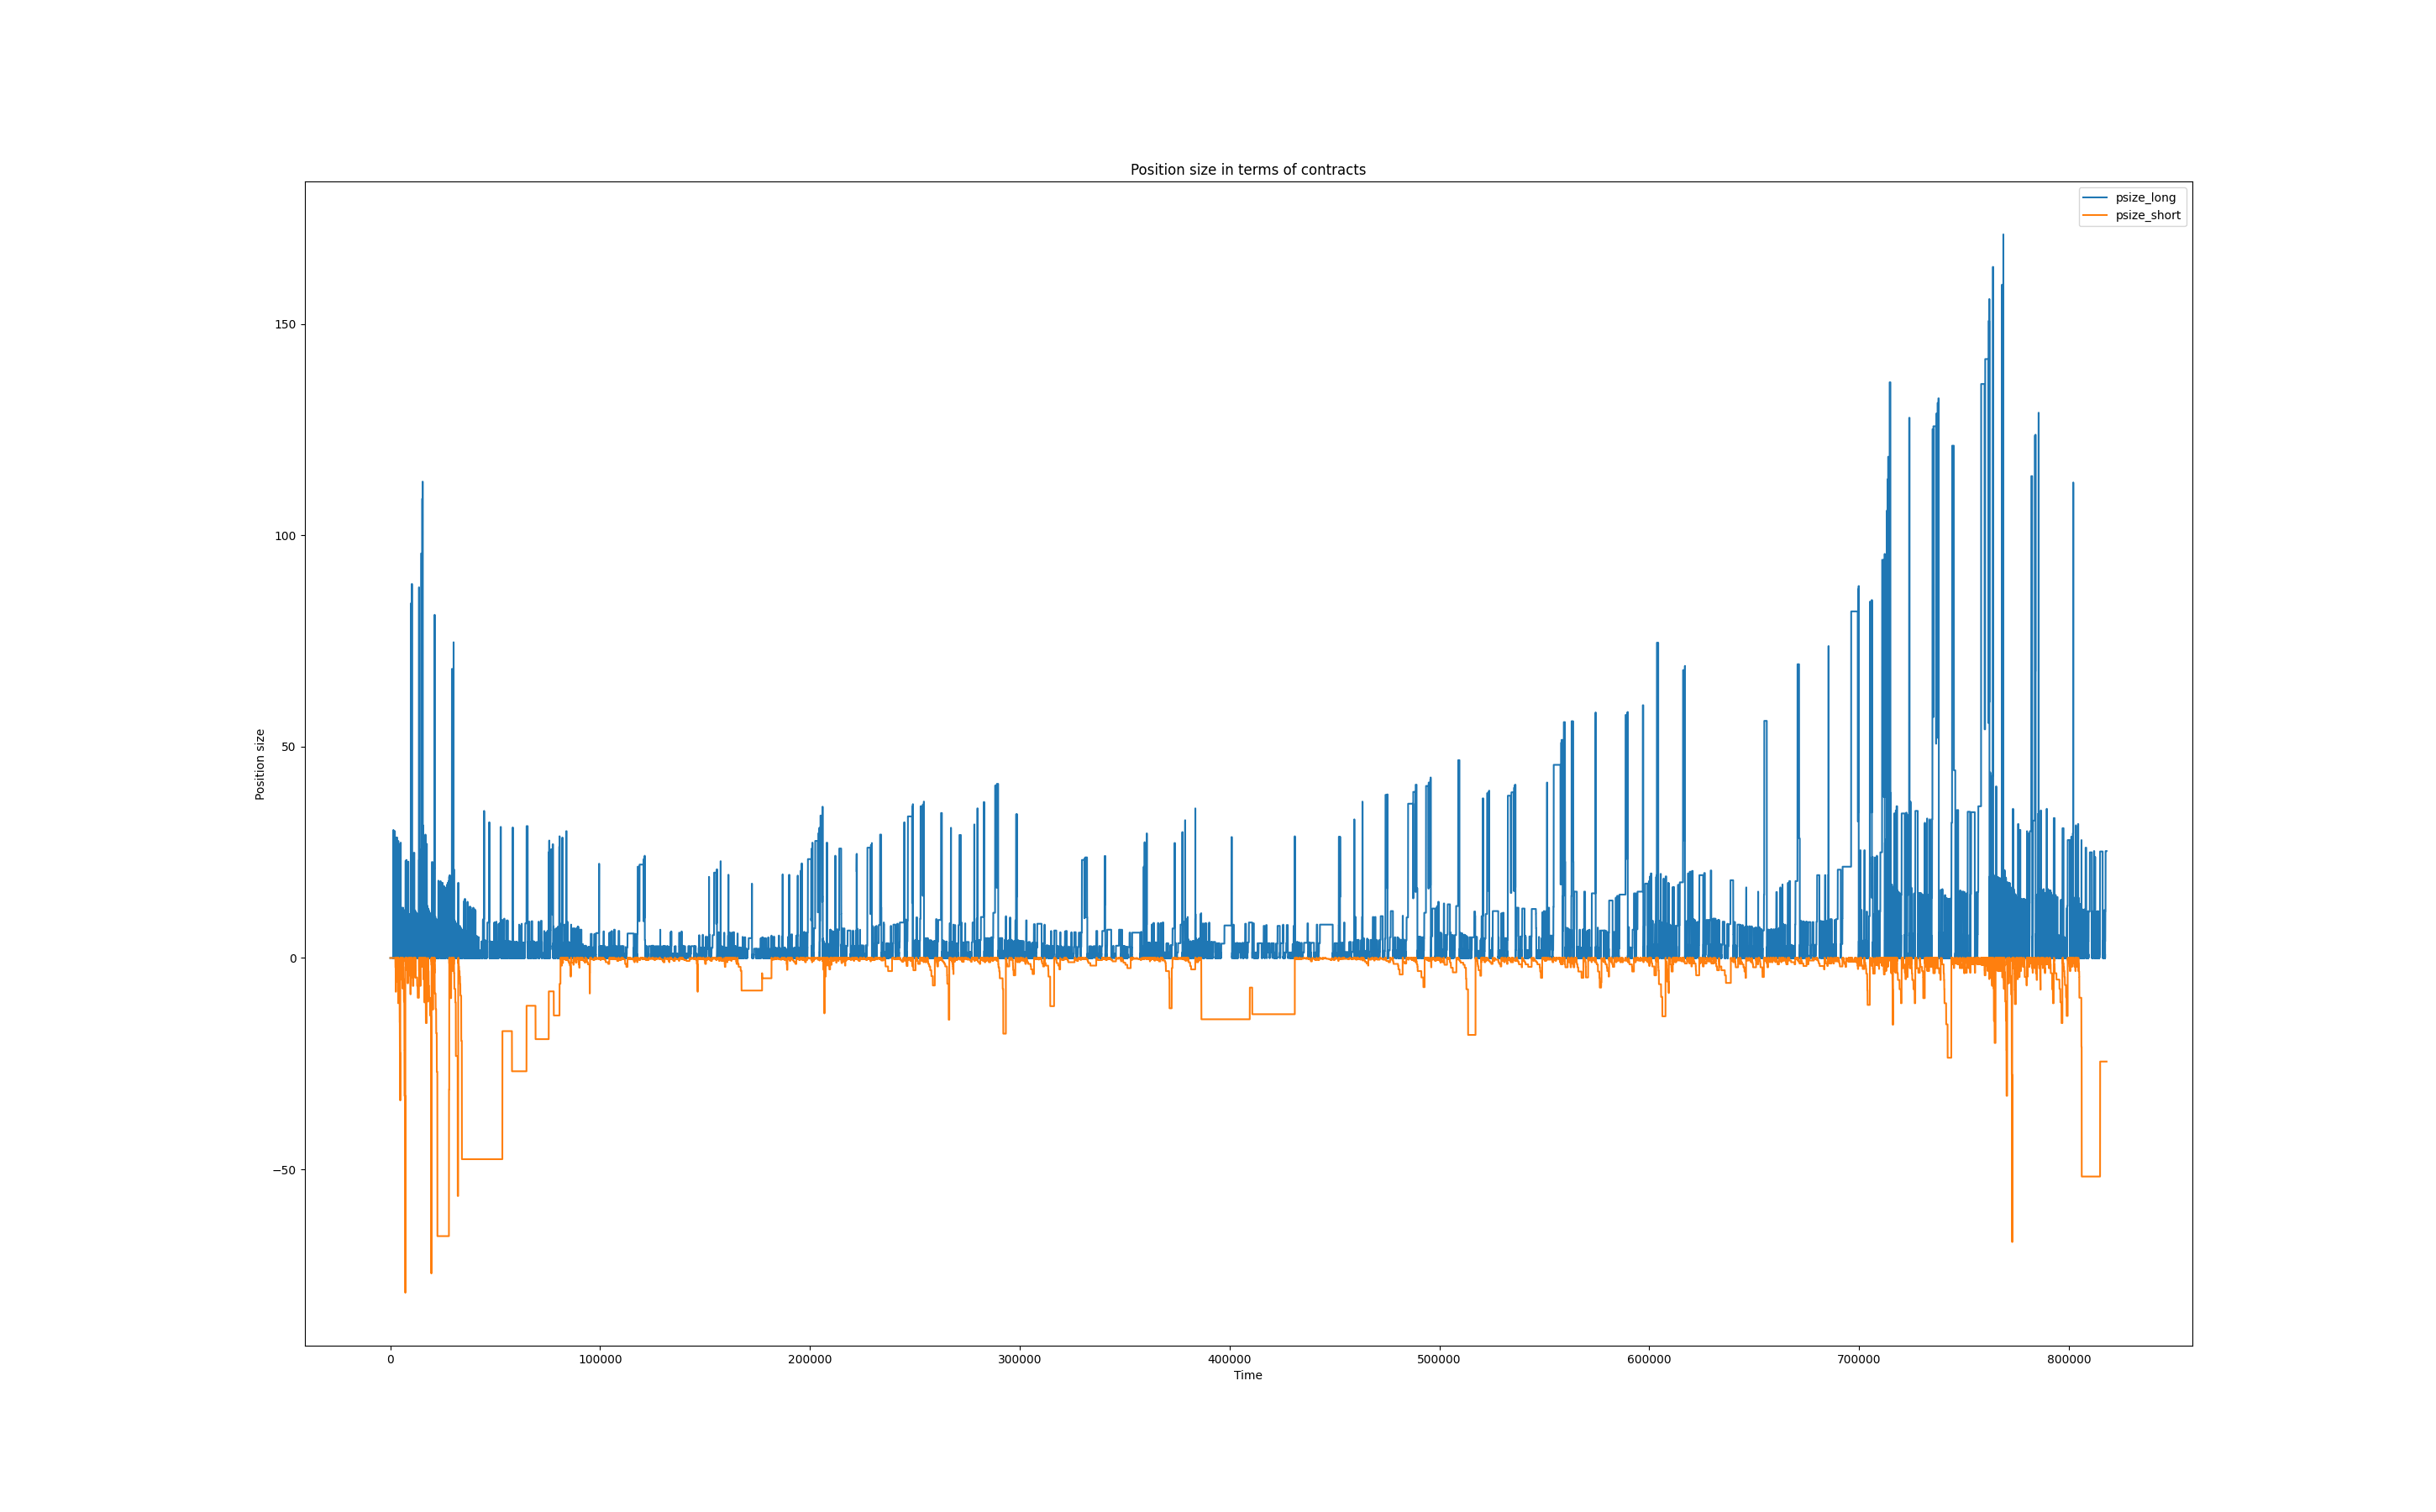 Position size in terms of contracts
psize_long
psize_short
150
100
50
0
−50
Position size
0 100000 200000 300000 400000 500000 600000 700000 800000
Time